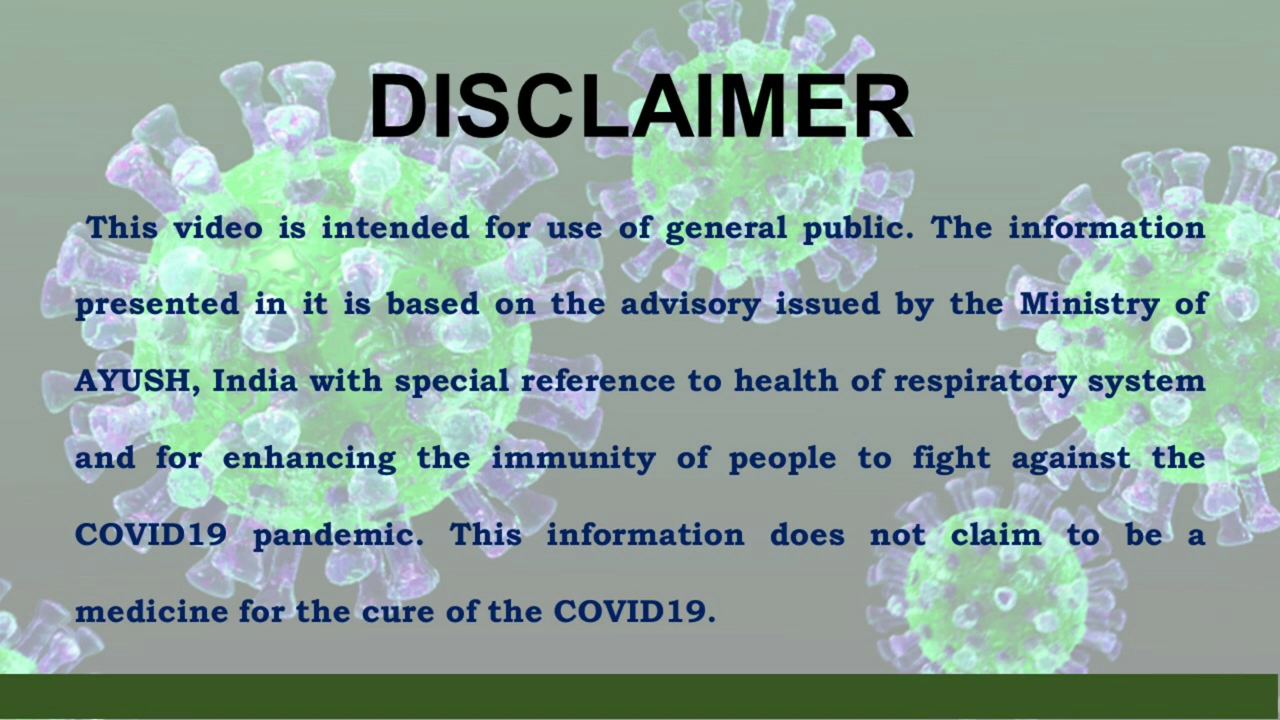 DISCLAIMER
This video is intended for use of general public. The information
presented in it is based on the advisory issued by the Ministry of
AYUSH, India with special reference to health of respiratory system
and for enhancing the immunity of people to fight against the
COVID19 pandemic. This information does not claim to be a
medicine for the cure of the COVID19.